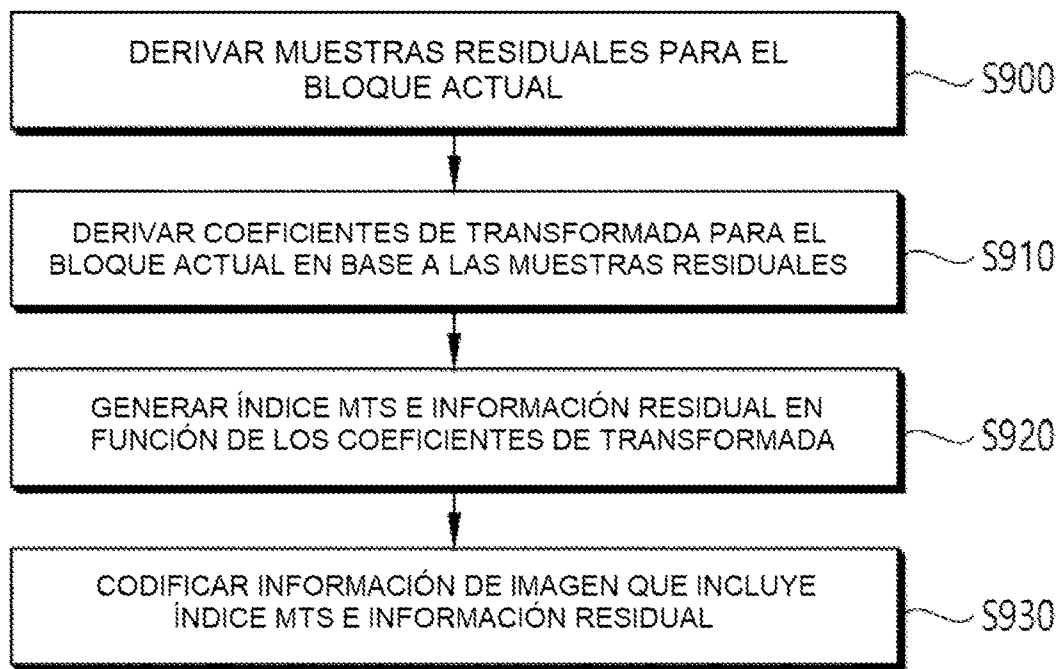 DERIVAR MUESTRAS RESIDUALES PARA EL
BLOQUE ACTUAL
S900
DERIVAR COEFICIENTES DE TRANSFORMADA PARA EL
BLOQUE ACTUAL EN BASE A LAS MUESTRAS RESIDUALES
S910
GENERAR ÍNDICE MTS E INFORMACIÓN RESIDUAL EN
FUNCIÓN DE LOS COEFICIENTES DE TRANSFORMADA
S920
CODIFICAR INFORMACIÓN DE IMAGEN QUE INCLUYE
ÍNDICE MTS E INFORMACIÓN RESIDUAL
S930